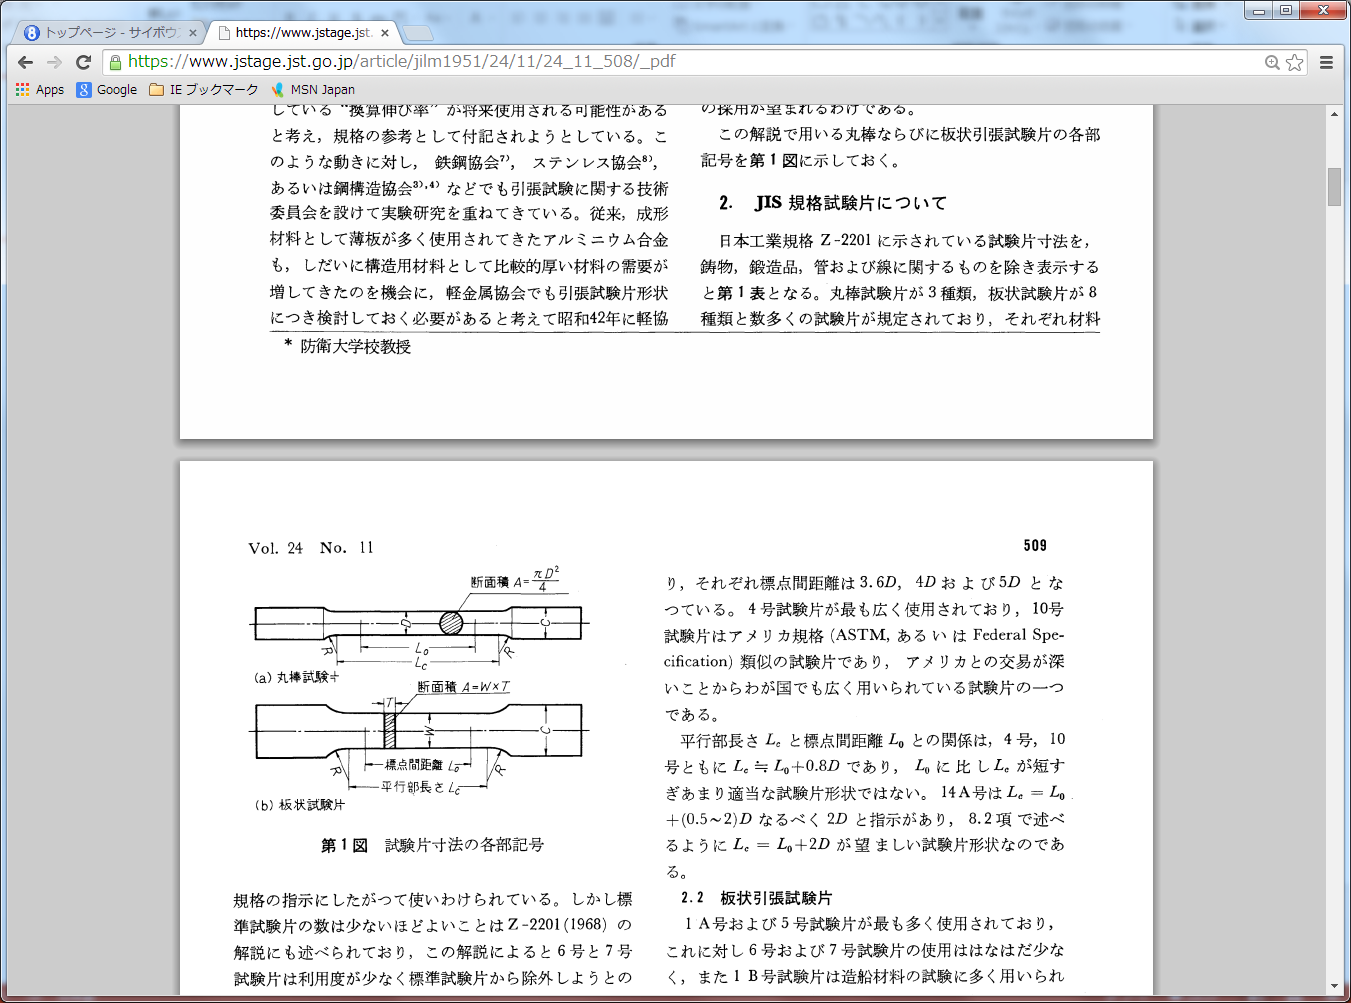 トップページ - サイボウズ
https://www.jstage.jst.
https://www.jstage.jst.go.jp/article/jilm1951/24/11/24_11_508/_pdf
Apps Google IE ブックマーク MSN Japan
している “換算伸び率” が将来使用される可能性がある
と考え，規格の参考として付記されようとしている。こ
のような動きに対し， 鉄鋼協会⁷⁾， ステンレス協会⁸⁾，
あるいは鋼構造協会³⁾,⁴⁾ などでも引張試験に関する技術
委員会を設けて実験研究を重ねてきている。従来，成形
材料として薄板が多く使用されてきたアルミニウム合金
も，しだいに構造用材料として比較的厚い材料の需要が
増してきたのを機会に，軽金属協会でも引張試験片形状
につき検討しておく必要があると考えて昭和42年に軽協
* 防衛大学校教授
の採用が望まれるわけである。
この解説で用いる丸棒ならびに板状引張試験片の各部
記号を第1図に示しておく。
2. JIS 規格試験片について
日本工業規格 Z-2201 に示されている試験片寸法を，
鋳物，鍛造品，管および線に関するものを除き表示する
と第1表となる。丸棒試験片が3種類，板状試験片が8
種類と数多くの試験片が規定されており，それぞれ材料
Vol. 24 No. 11
509
断面積 A=πD²/4
D
C
R
L₀
R
Lc
(a) 丸棒試験片
断面積 A=W×T
T
W
C
R
標点間距離 L₀
R
平行部長さ Lc
(b) 板状試験片
第1図 試験片寸法の各部記号
規格の指示にしたがつて使いわけられている。しかし標
準試験片の数は少ないほどよいことは Z-2201(1968) の
解説にも述べられており，この解説によると6号と7号
試験片は利用度が少なく標準試験片から除外しようとの
り，それぞれ標点間距離は 3.6D， 4D および 5D とな
つている。4号試験片が最も広く使用されており，10号
試験片はアメリカ規格 (ASTM, あるいは Federal Spe-
cification) 類似の試験片であり， アメリカとの交易が深
いことからわが国でも広く用いられている試験片の一つ
である。
平行部長さ Lc と標点間距離 L₀ との関係は，4号，10
号ともに Lc ≒ L₀+0.8D であり， L₀ に比し Lc が短す
ぎあまり適当な試験片形状ではない。14A号は Lc = L₀
+(0.5～2)D なるべく 2D と指示があり， 8.2項で述べ
るように Lc = L₀+2D が望ましい試験片形状なのであ
る。
2.2 板状引張試験片
1A号および5号試験片が最も多く使用されており，
これに対し6号および7号試験片の使用ははなはだ少な
く，また1B号試験片は造船材料の試験に多く用いられ